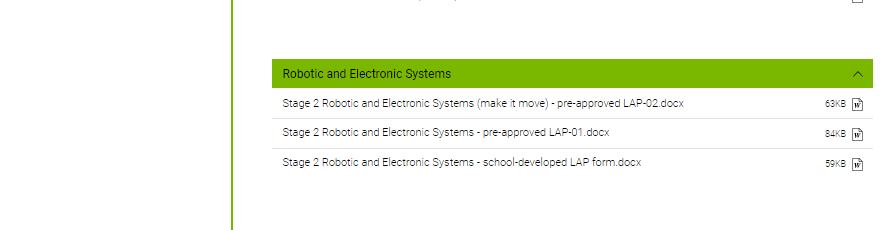 Robotic and Electronic Systems
Stage 2 Robotic and Electronic Systems (make it move) - pre-approved LAP-02.docx 63KB
Stage 2 Robotic and Electronic Systems - pre-approved LAP-01.docx 84KB
Stage 2 Robotic and Electronic Systems - school-developed LAP form.docx 59KB